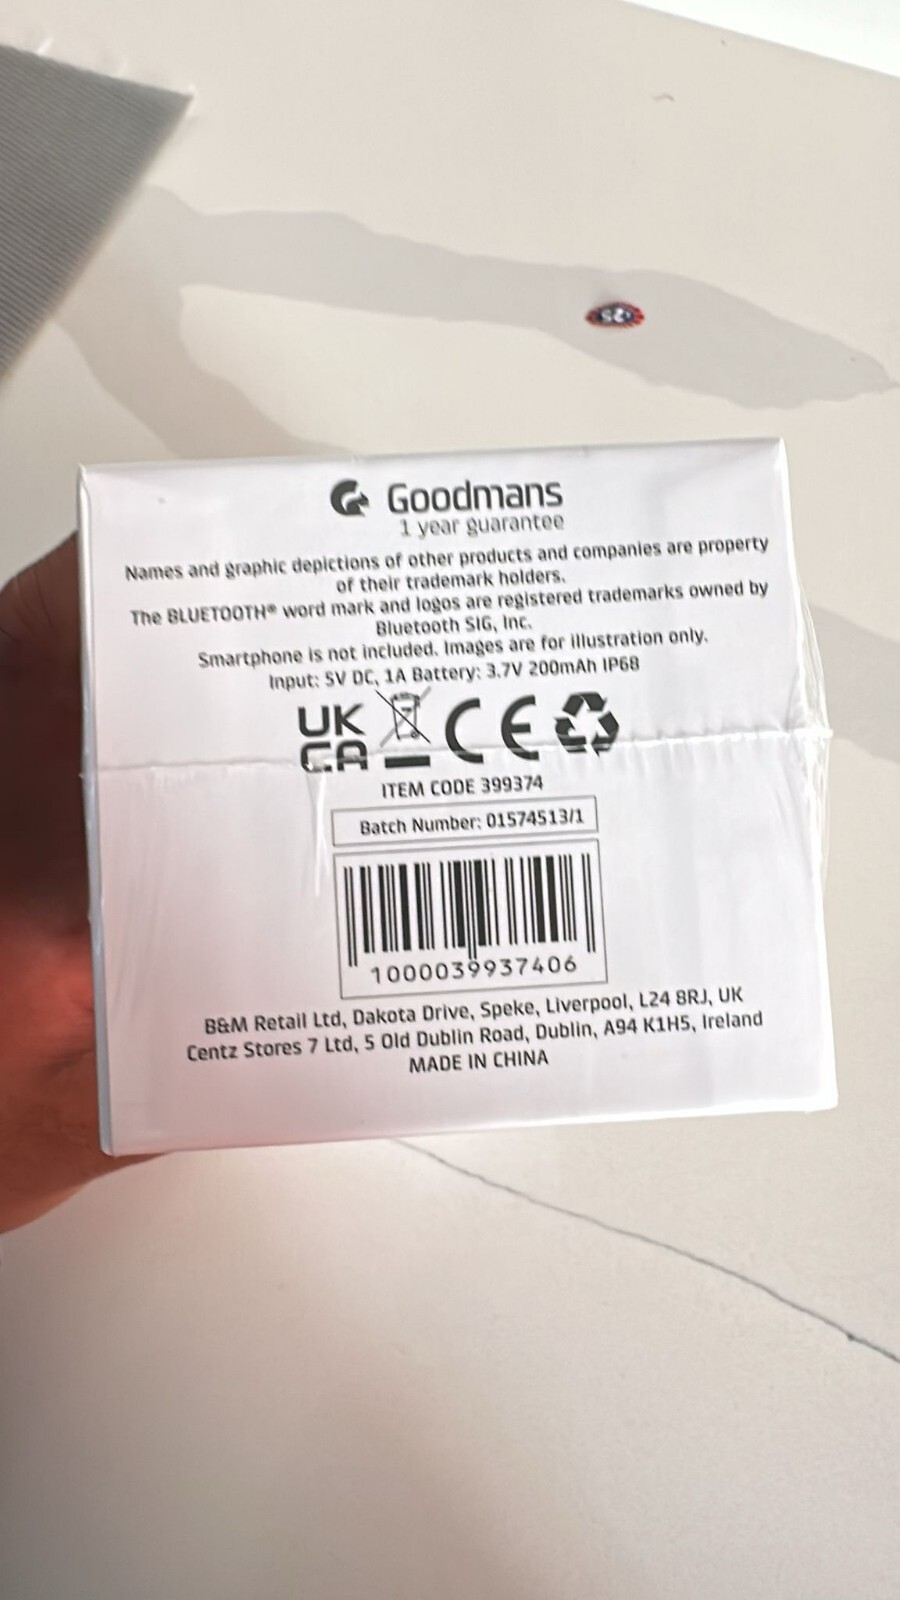 Goodmans
1 year guarantee
Names and graphic depictions of other products and companies are property
of their trademark holders.
The BLUETOOTH® word mark and logos are registered trademarks owned by
Bluetooth SIG, Inc.
Smartphone is not included. Images are for illustration only.
Input: 5V DC, 1A Battery: 3.7V 200mAh IP68
UK
CA CE
ITEM CODE 399374
Batch Number: 01574513/1
1000039937406
B&M Retail Ltd, Dakota Drive, Speke, Liverpool, L24 8RJ, UK
Centz Stores 7 Ltd, 5 Old Dublin Road, Dublin, A94 K1H5, Ireland
MADE IN CHINA